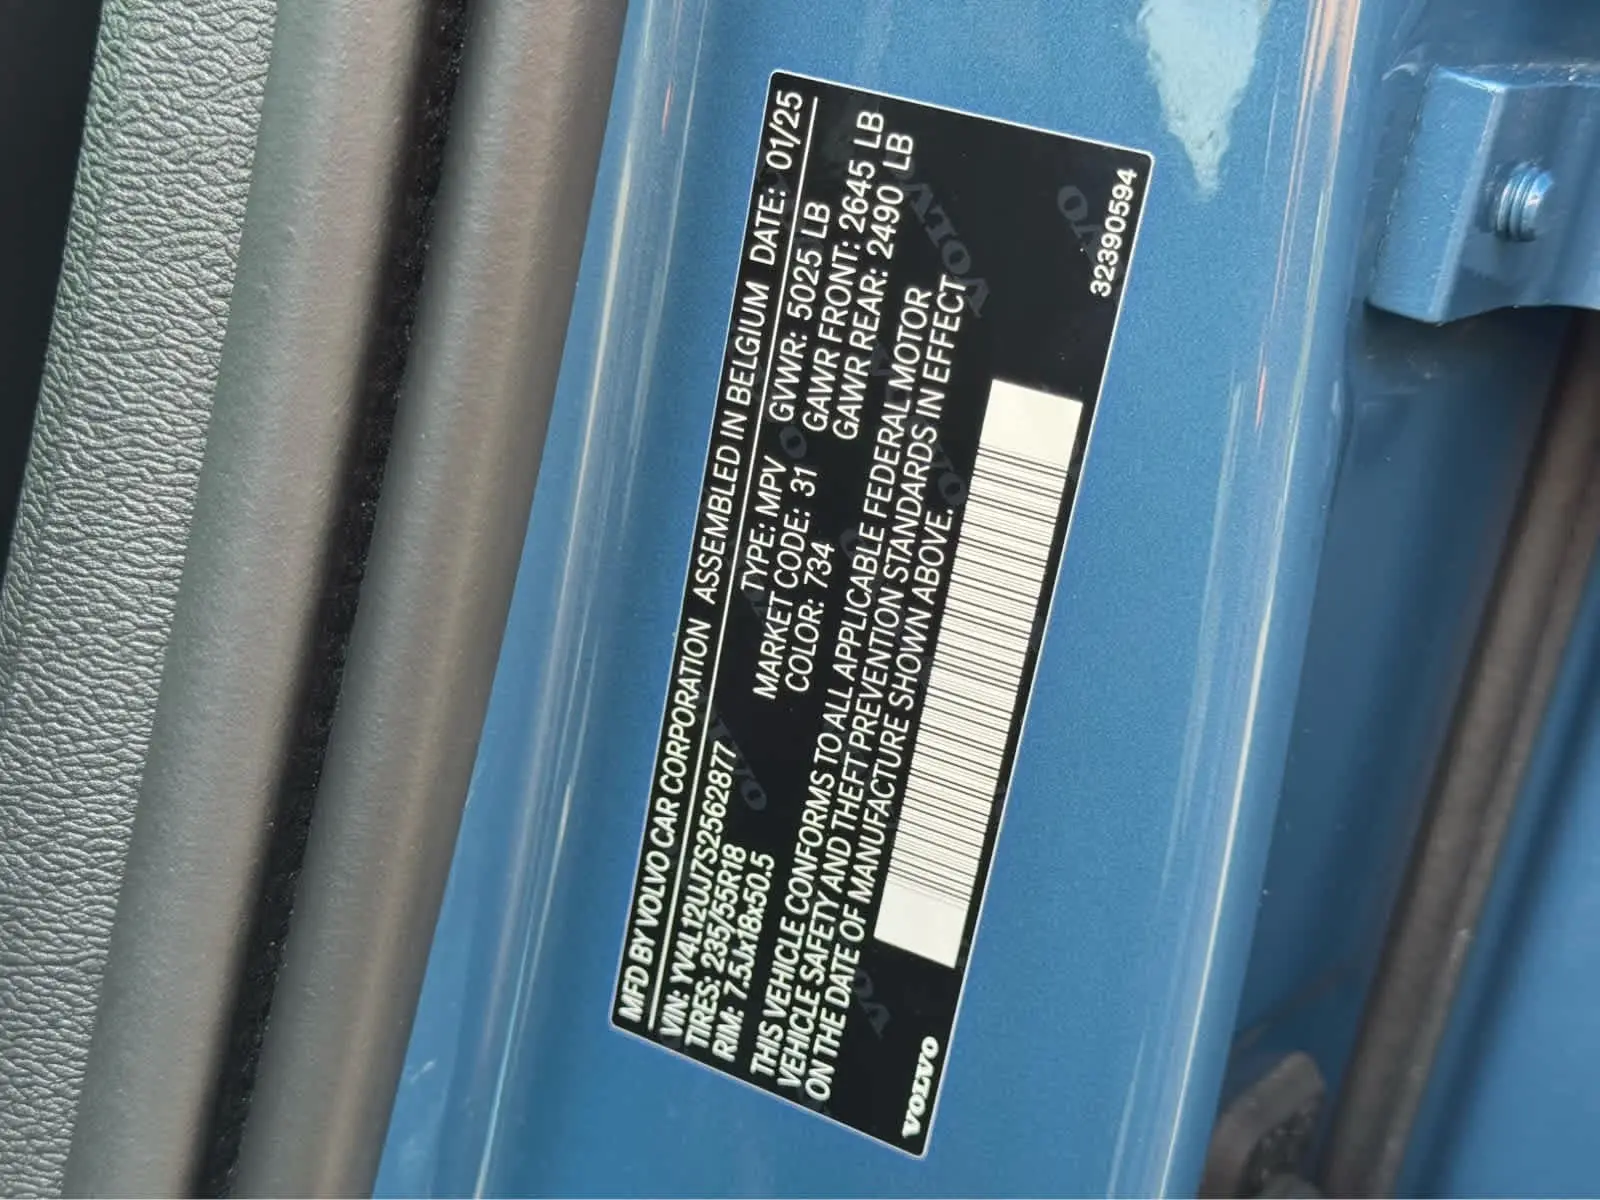 MFD BY VOLVO CAR CORPORATION ASSEMBLED IN BELGIUM DATE: 01/25
VIN: YV4L12UJ7S2562877
TIRES: 235/55R18
RIM: 7.5Jx18x50.5
TYPE: MPV
MARKET CODE: 31
COLOR: 734
GVWR: 5025 LB
GAWR FRONT: 2645 LB
GAWR REAR: 2490 LB
THIS VEHICLE CONFORMS TO ALL APPLICABLE FEDERAL MOTOR
VEHICLE SAFETY AND THEFT PREVENTION STANDARDS IN EFFECT
ON THE DATE OF MANUFACTURE SHOWN ABOVE.
VOLVO
32390594